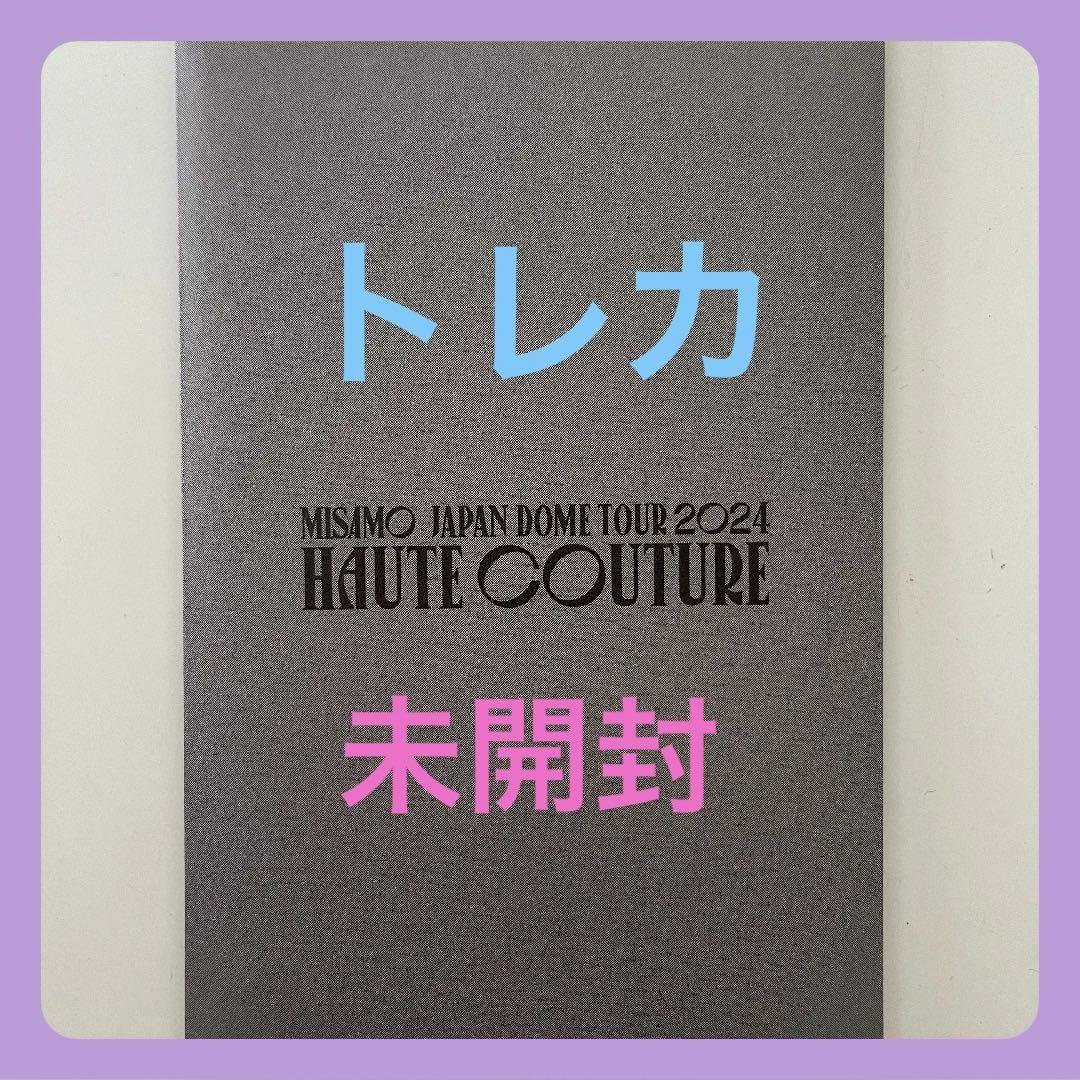 トレカ
MISAMO JAPAN DOME TOUR 2024
HAUTE COUTURE
未開封